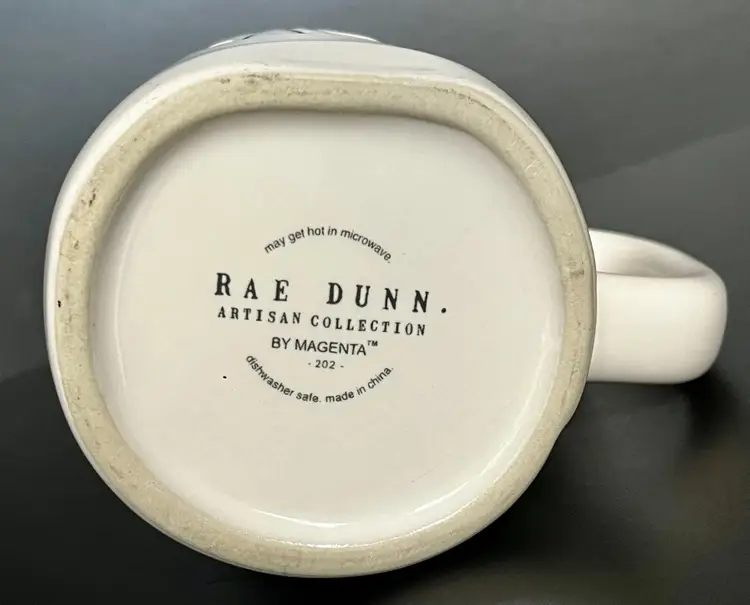 may get hot in microwave.
RAE DUNN.
ARTISAN COLLECTION
BY MAGENTA™
- 202 -
dishwasher safe. made in china.